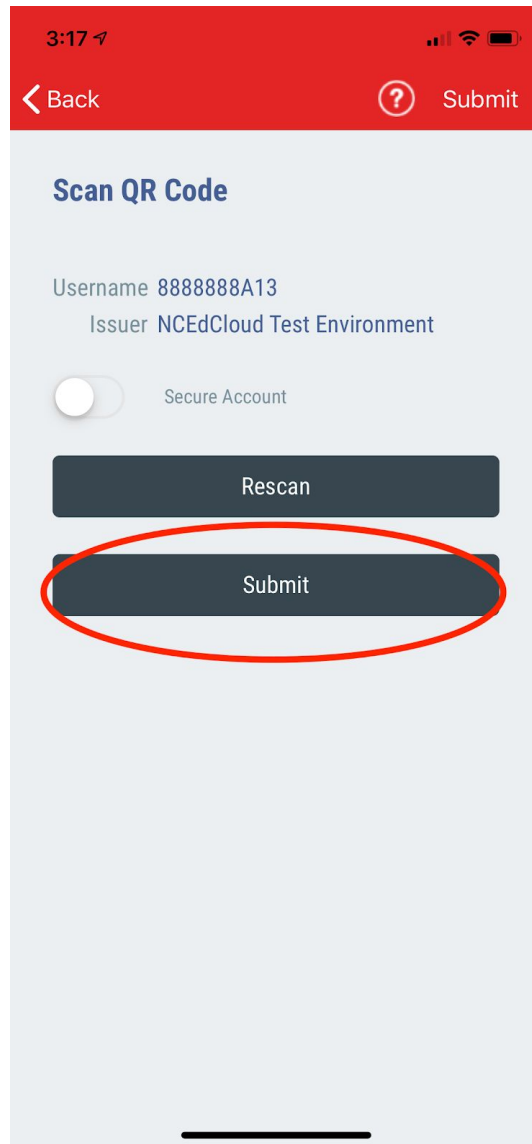 3:17
Back ? Submit
Scan QR Code
Username 8888888A13
Issuer NCEdCloud Test Environment
Secure Account
Rescan
Submit